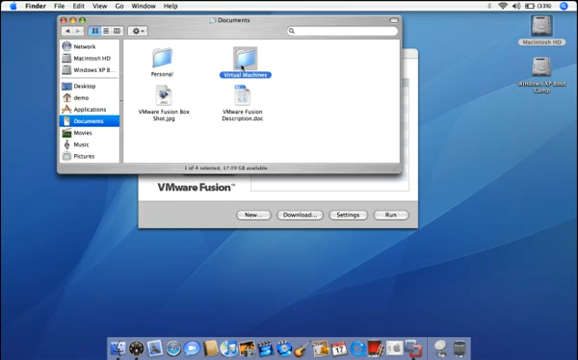 Finder File Edit View Go Window Help
Documents
Network
Macintosh HD
Windows XP B...
Desktop
demo
Applications
Documents
Movies
Music
Pictures
Personal
Virtual Machines
VMware Fusion Box
Shot.jpg
VMware Fusion
Description.doc
1 of 4 selected, 37.09 GB available
VMware Fusion™
New...
Download...
Settings
Run
Macintosh HD
Windows XP Boot
Camp
17